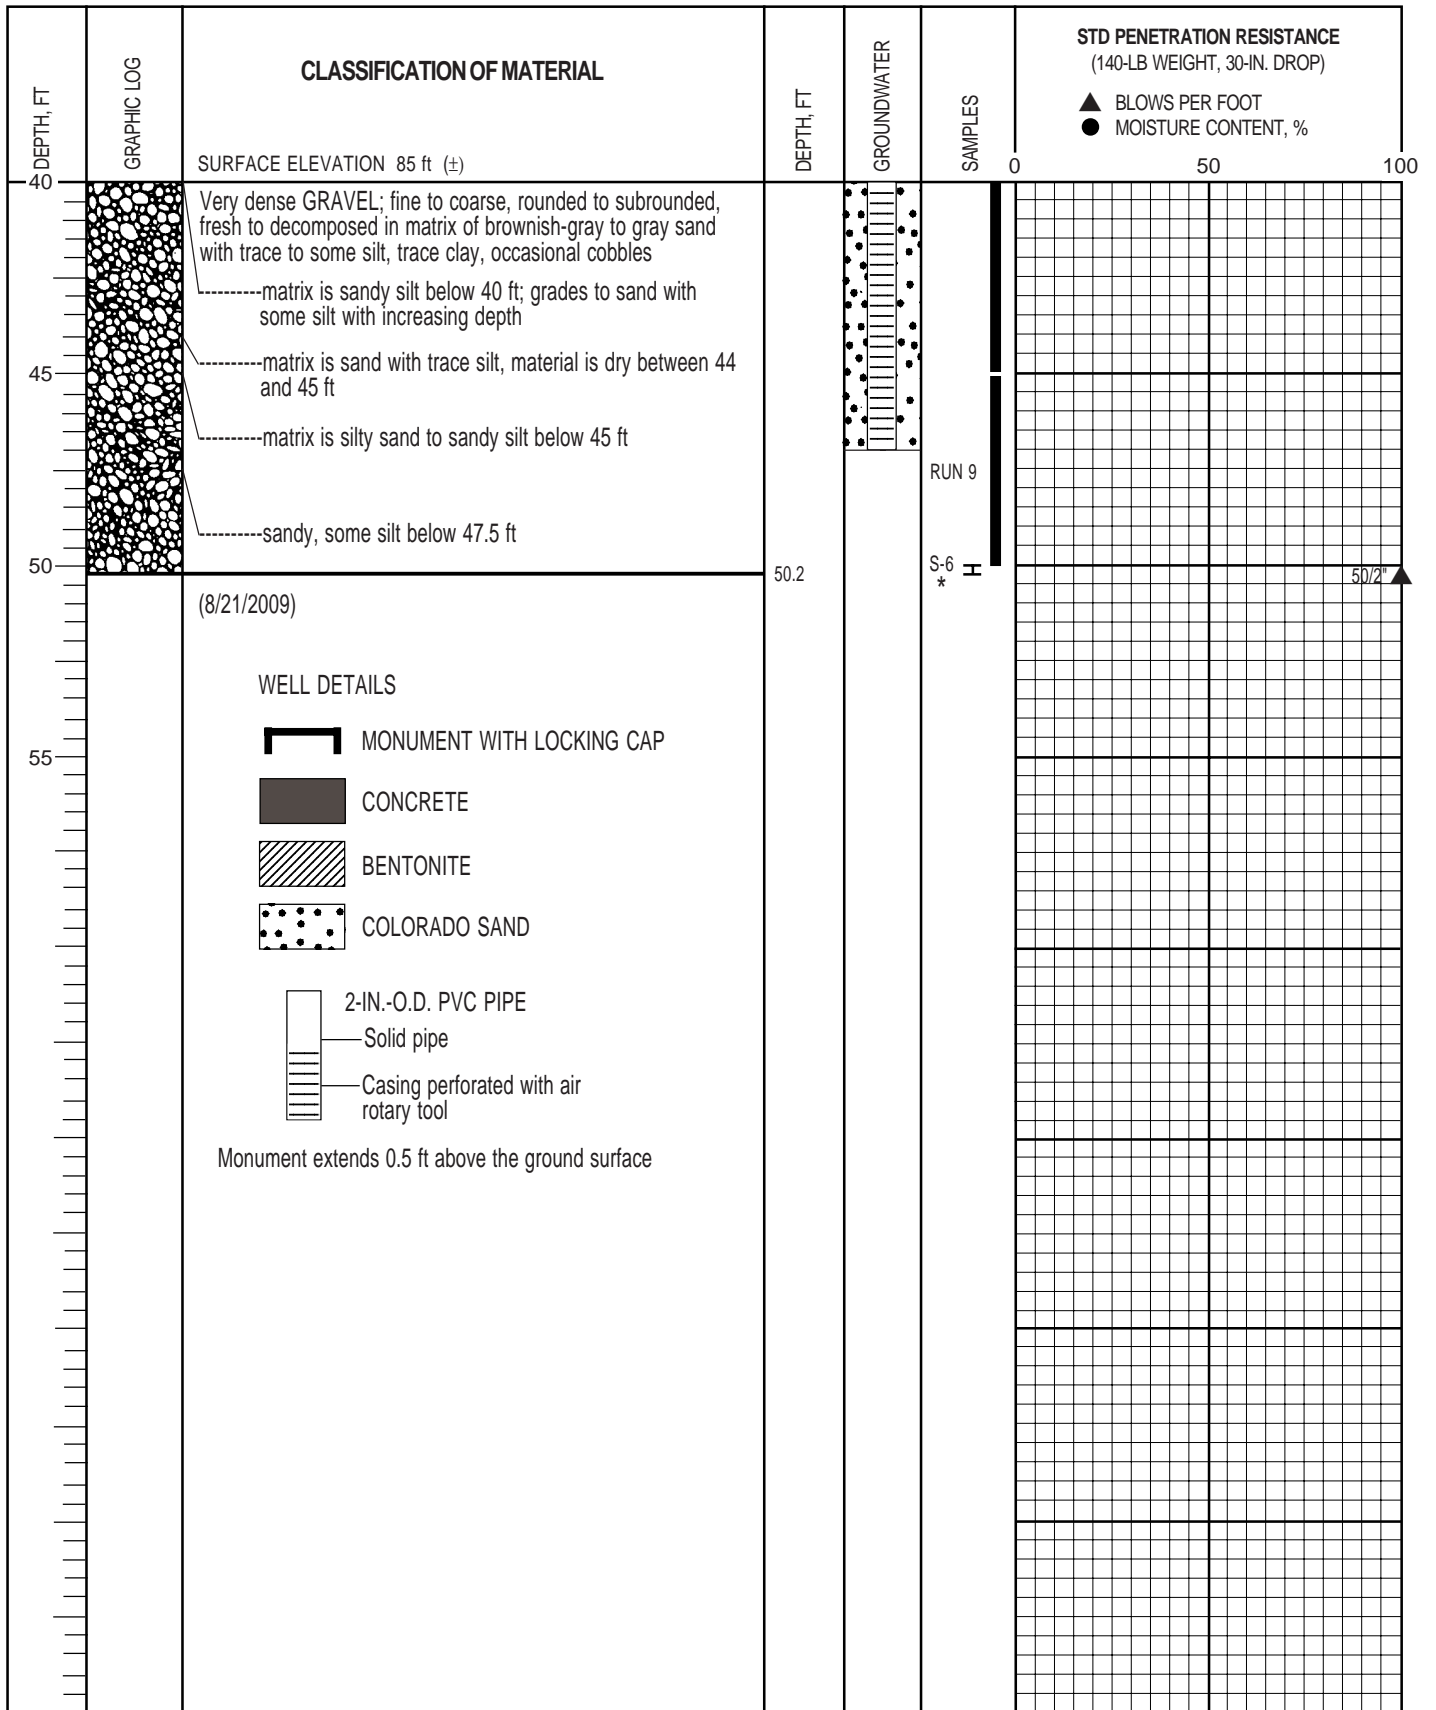 DEPTH, FT
GRAPHIC LOG
CLASSIFICATION OF MATERIAL
SURFACE ELEVATION 85 ft (±)
DEPTH, FT
GROUNDWATER
SAMPLES
STD PENETRATION RESISTANCE
(140-LB WEIGHT, 30-IN. DROP)
▲ BLOWS PER FOOT
● MOISTURE CONTENT, %
0 50 100
40
Very dense GRAVEL; fine to coarse, rounded to subrounded,
fresh to decomposed in matrix of brownish-gray to gray sand
with trace to some silt, trace clay, occasional cobbles
----------matrix is sandy silt below 40 ft; grades to sand with
some silt with increasing depth
----------matrix is sand with trace silt, material is dry between 44
and 45 ft
45
----------matrix is silty sand to sandy silt below 45 ft
RUN 9
----------sandy, some silt below 47.5 ft
50
50.2
S-6
*
50/2"
(8/21/2009)
WELL DETAILS
MONUMENT WITH LOCKING CAP
55
CONCRETE
BENTONITE
COLORADO SAND
2-IN.-O.D. PVC PIPE
Solid pipe
Casing perforated with air
rotary tool
Monument extends 0.5 ft above the ground surface